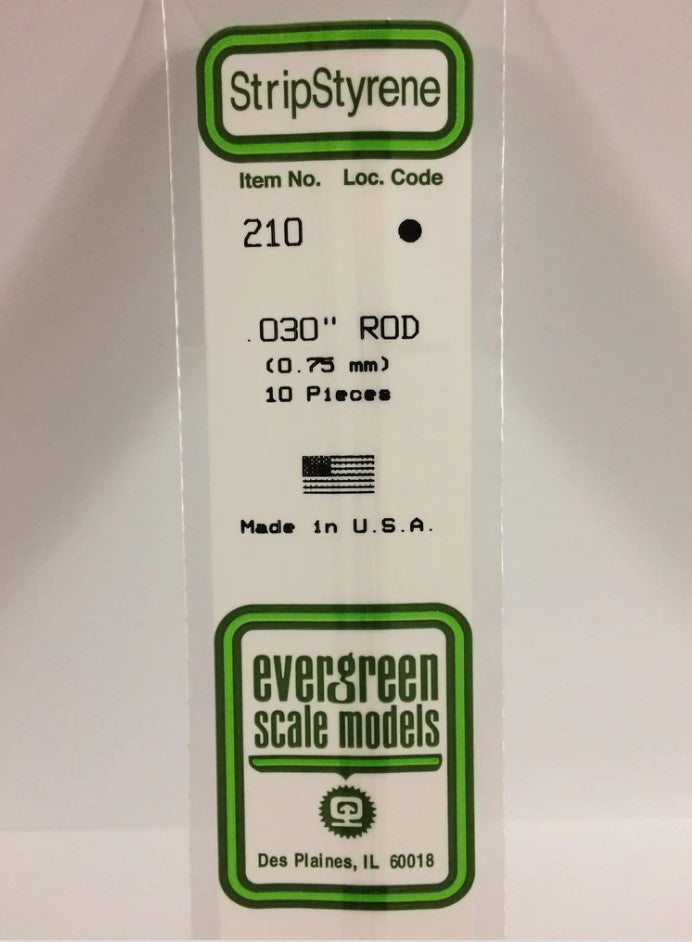 StripStyrene
Item No. Loc. Code
210
.030" ROD
(0.75 mm)
10 Pieces
Made in U.S.A.
evergreen
scale models
Des Plaines, IL 60018